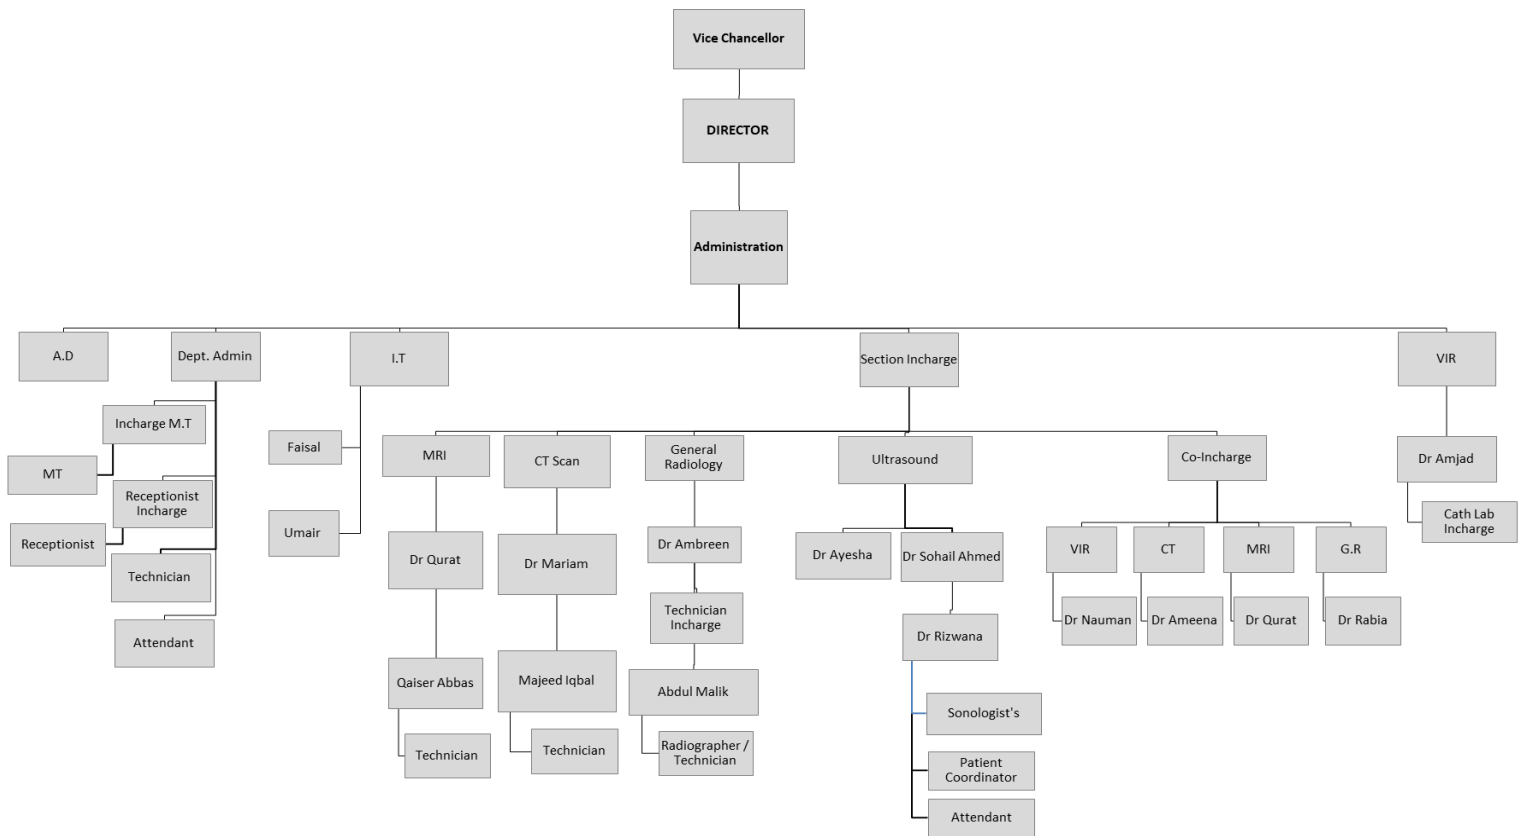 Vice Chancellor
DIRECTOR
Administration
A.D
Dept. Admin
I.T
Section Incharge
VIR
Incharge M.T
MT
Receptionist
Incharge
Receptionist
Technician
Attendant
Faisal
Umair
MRI
CT Scan
General
Radiology
Ultrasound
Co-Incharge
Dr Amjad
Cath Lab
Incharge
Dr Qurat
Dr Mariam
Dr Ambreen
Technician
Incharge
Dr Ayesha
Dr Sohail Ahmed
Dr Rizwana
VIR
CT
MRI
G.R
Dr Nauman
Dr Ameena
Dr Qurat
Dr Rabia
Qaiser Abbas
Majeed Iqbal
Abdul Malik
Technician
Technician
Radiographer /
Technician
Sonologist's
Patient
Coordinator
Attendant